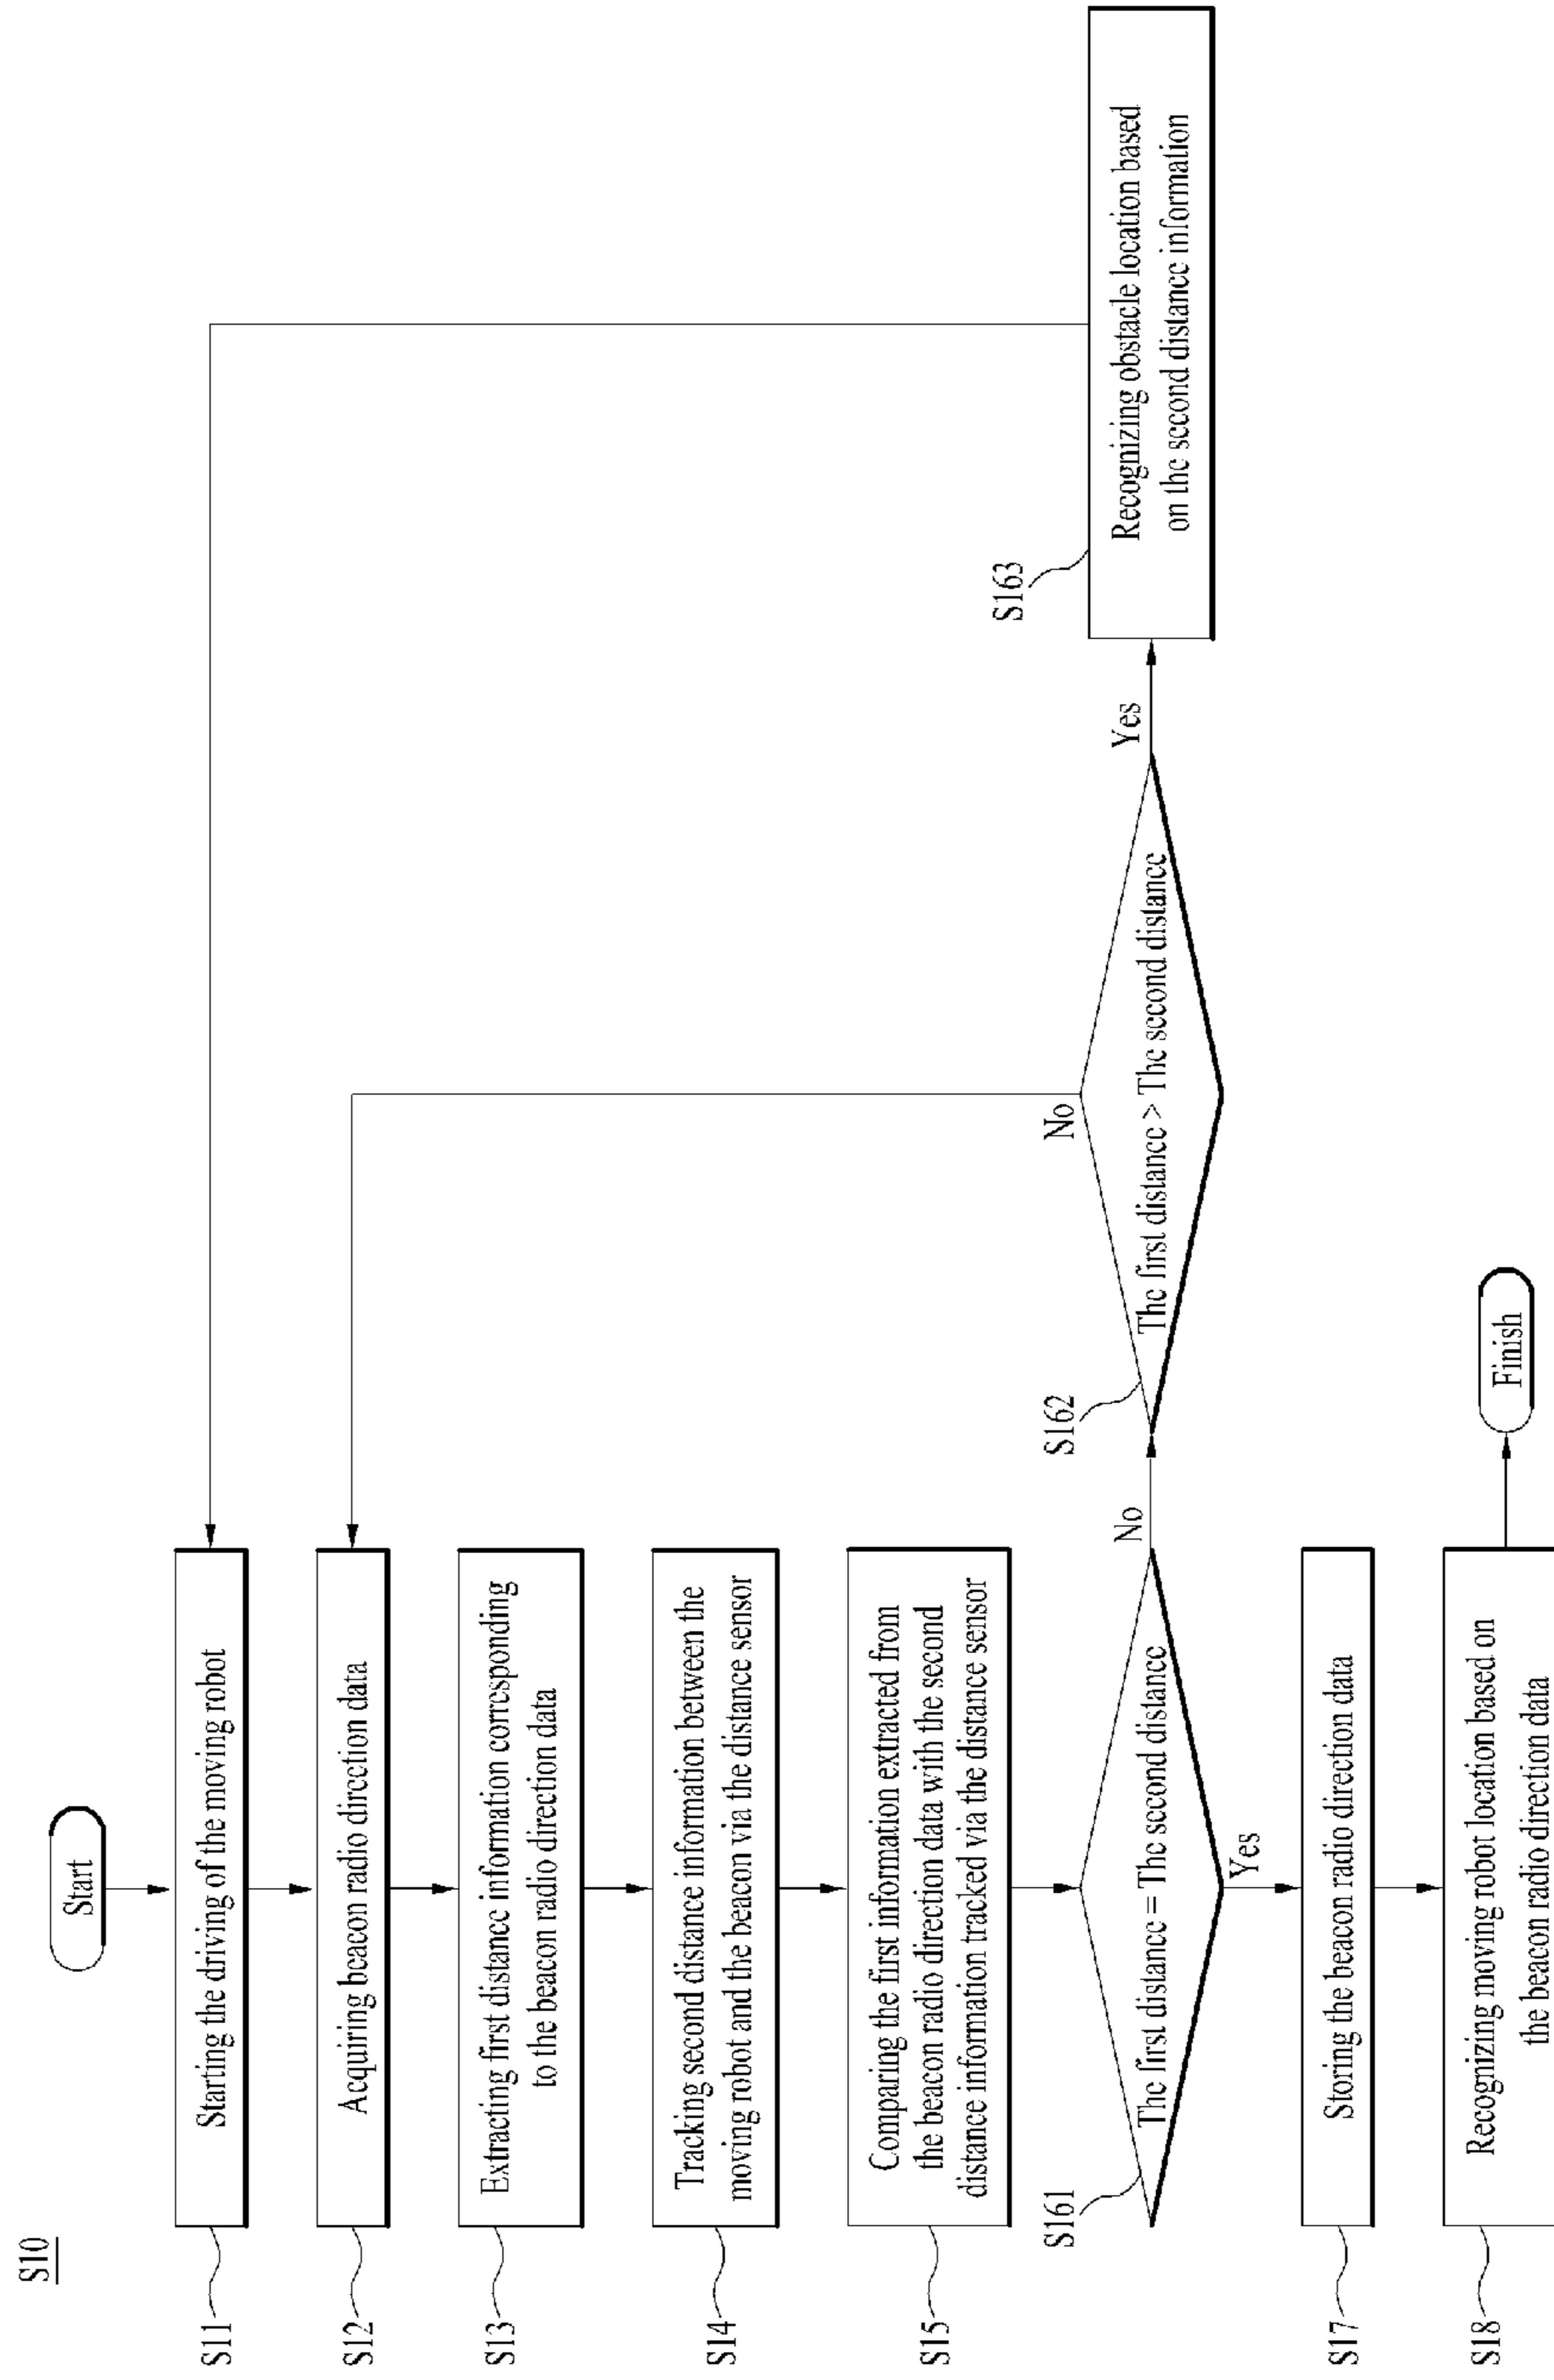 S10
Start
S11
Starting the driving of the moving robot
S12
Acquiring beacon radio direction data
S13
Extracting first distance information corresponding
to the beacon radio direction data
S14
Tracking second distance information between the
moving robot and the beacon via the distance sensor
S15
Comparing the first information extracted from
the beacon radio direction data with the second
distance information tracked via the distance sensor
S161
The first distance = The second distance
No
Yes
S162
The first distance > The second distance
No
Yes
S163
Recognizing obstacle location based
on the second distance information
S17
Storing the beacon radio direction data
S18
Recognizing moving robot location based on
the beacon radio direction data
Finish